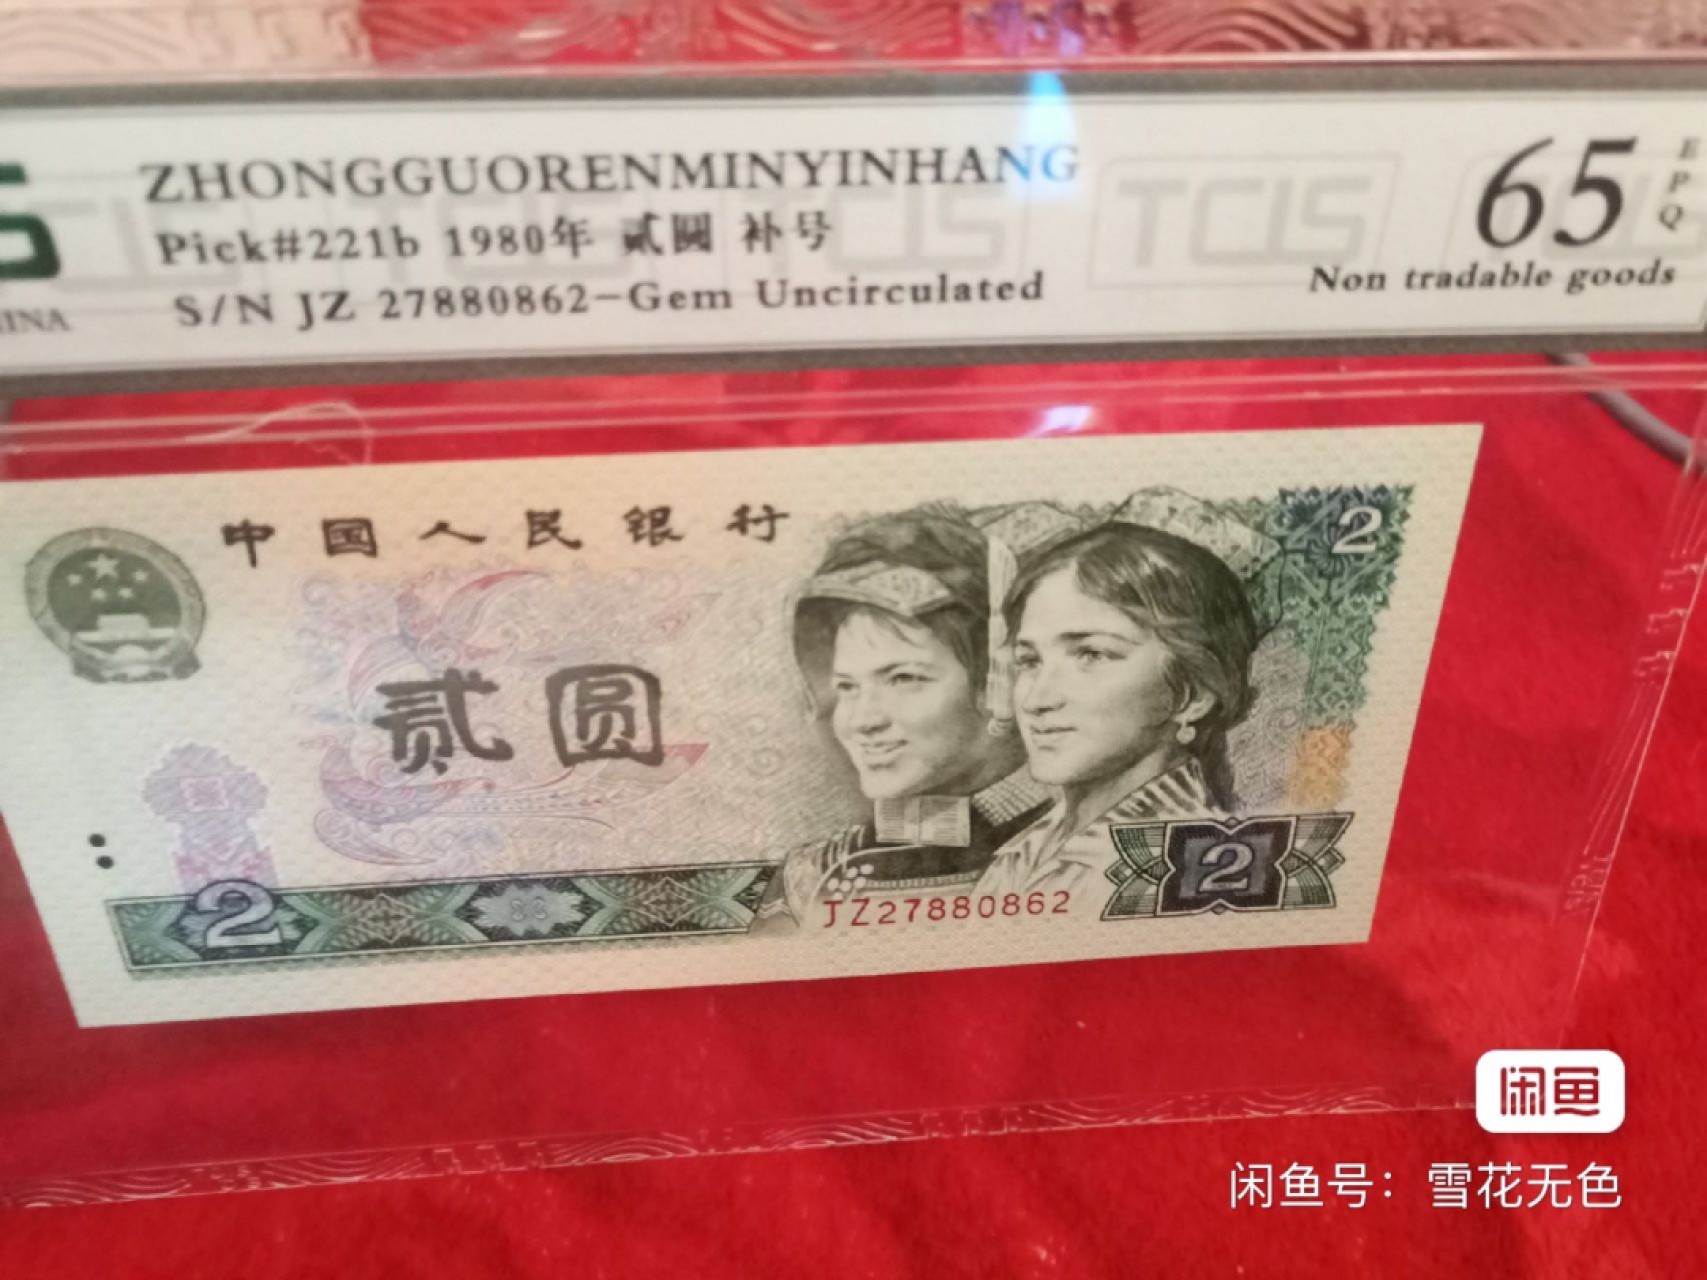 ZHONGGUORENMINYINHANG
Pick#221b 1980年 贰圆 补号
S/N JZ 27880862-Gem Uncirculated
65
EPQ
Non tradable goods
TCIS
中国人民银行
2
贰圆
2
JZ27880862
2
闲鱼
闲鱼号：雪花无色